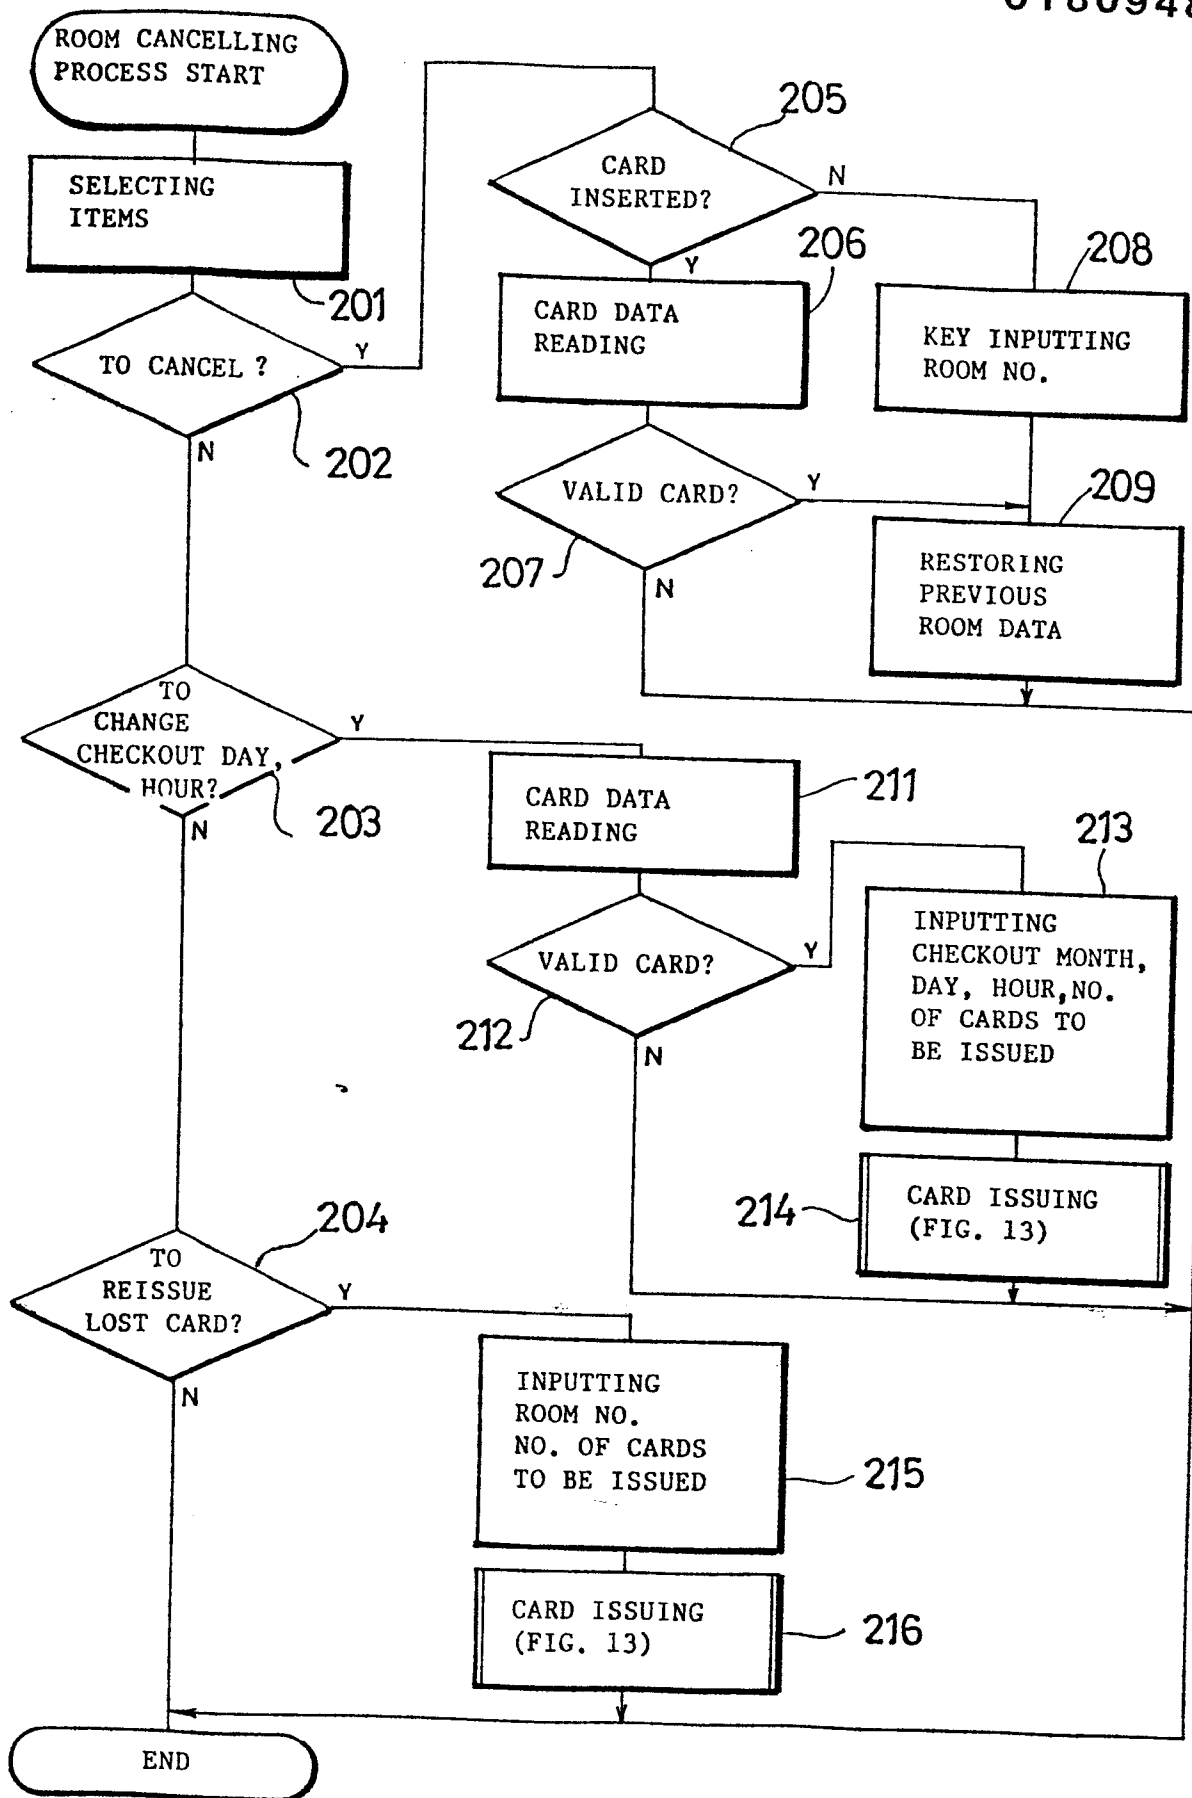 ROOM CANCELLING
PROCESS START
SELECTING
ITEMS
201
TO CANCEL ?
Y
N
202
CARD
INSERTED?
205
N
Y
CARD DATA
READING
206
KEY INPUTTING
ROOM NO.
208
VALID CARD?
Y
N
207
RESTORING
PREVIOUS
ROOM DATA
209
TO
CHANGE
CHECKOUT DAY,
HOUR?
Y
N
203
CARD DATA
READING
211
VALID CARD?
Y
N
212
INPUTTING
CHECKOUT MONTH,
DAY, HOUR,NO.
OF CARDS TO
BE ISSUED
213
CARD ISSUING
(FIG. 13)
214
TO
REISSUE
LOST CARD?
Y
N
204
INPUTTING
ROOM NO.
NO. OF CARDS
TO BE ISSUED
215
CARD ISSUING
(FIG. 13)
216
END